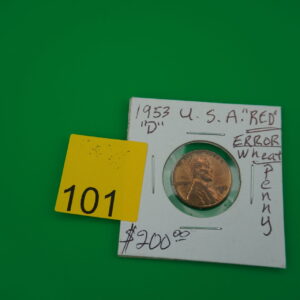 1953 U.S.A. "RED"
"D"
ERROR
Wheat
Penny
101
$200.00